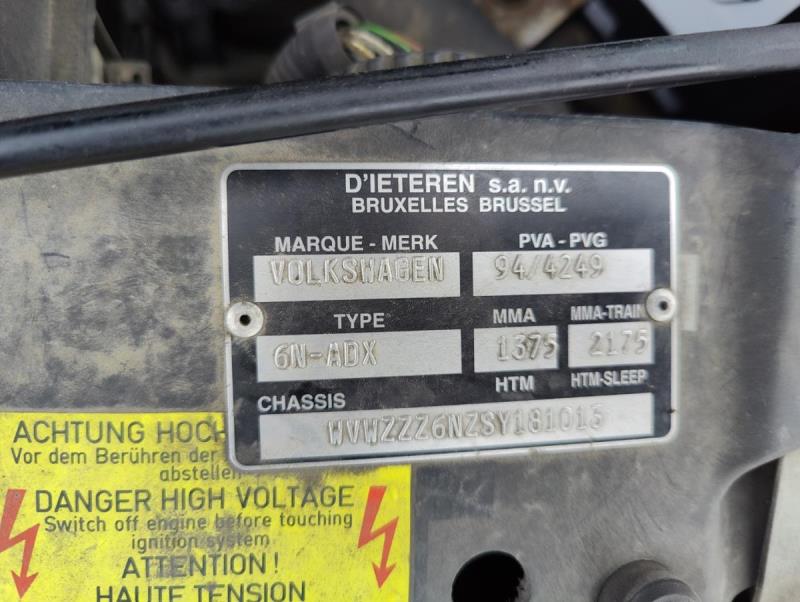 D'IETEREN s.a. n.v.
BRUXELLES BRUSSEL
MARQUE - MERK PVA - PVG
VOLKSWAGEN 94/4249
TYPE MMA MMA-TRAIN
6N-ADX 1375 2175
HTM HTM-SLEEP
CHASSIS
WVWZZZ6NZSY181013
ACHTUNG HOCH
Vor dem Berühren der
abstellen
DANGER HIGH VOLTAGE
Switch off engine before touching
ignition system
ATTENTION!
HAUTE TENSION